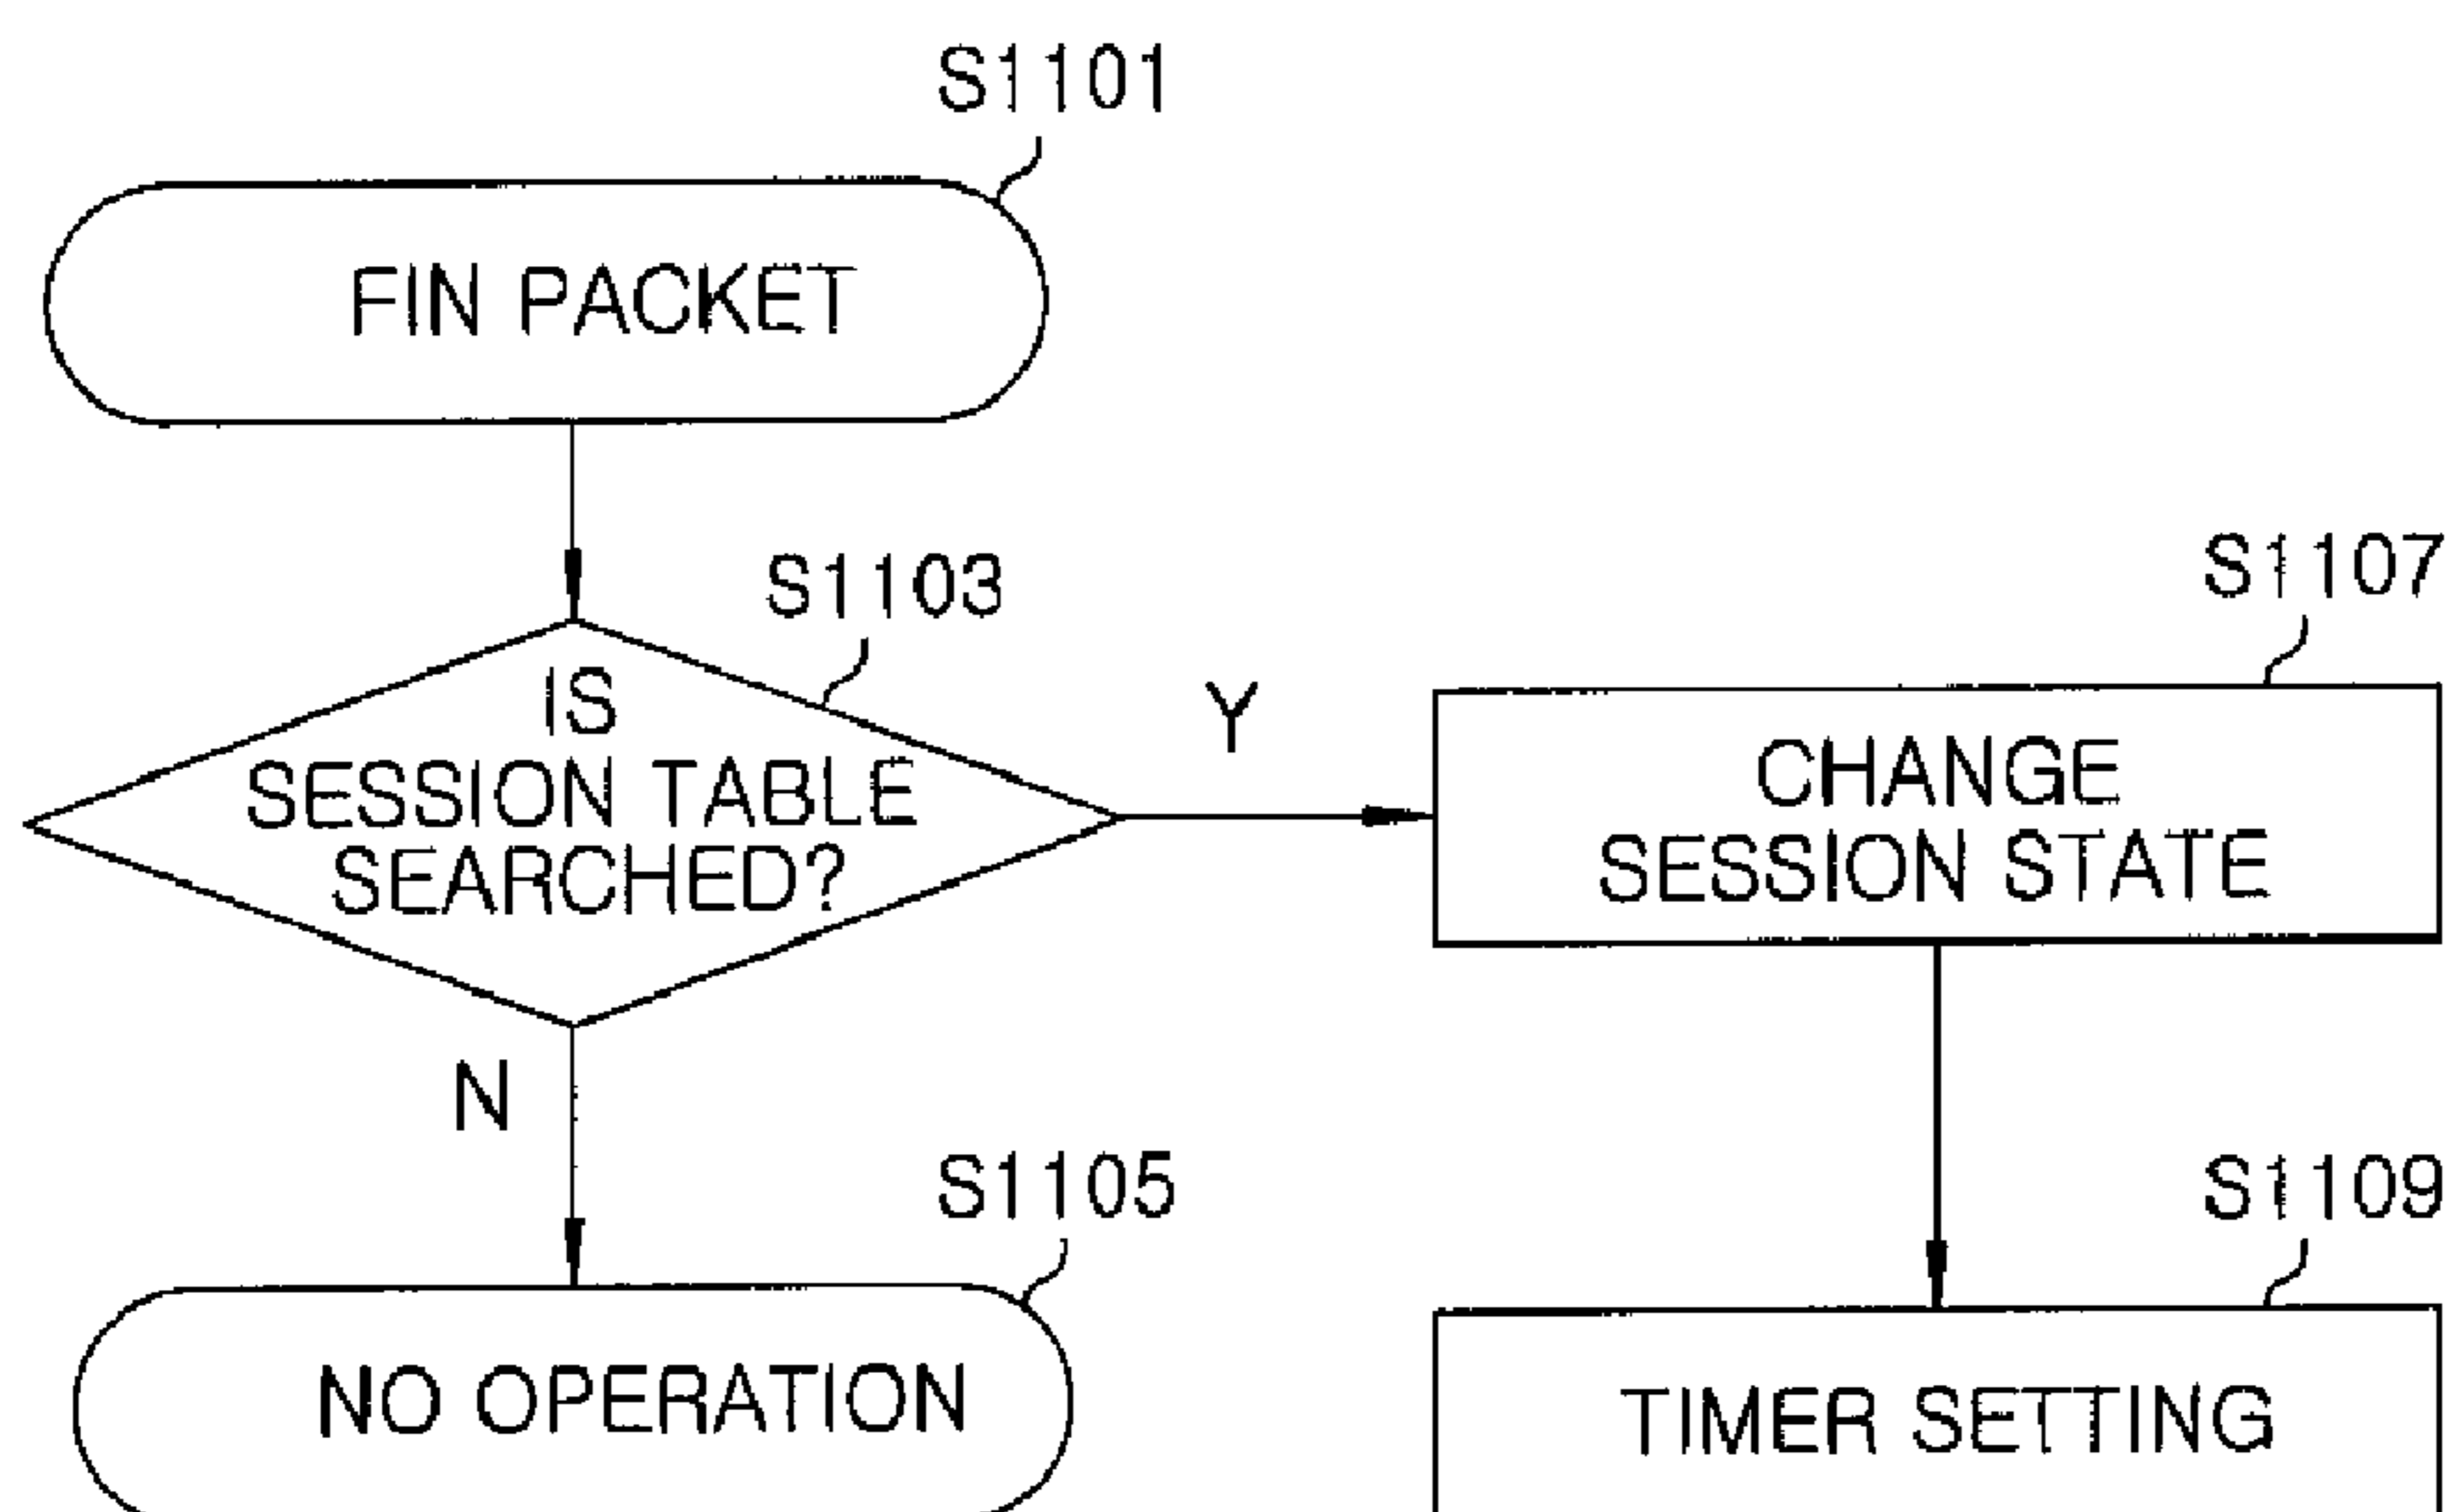 S1101
FIN PACKET
S1103
IS
SESSION TABLE
SEARCHED?
Y
S1107
CHANGE
SESSION STATE
N
S1105
NO OPERATION
S1109
TIMER SETTING